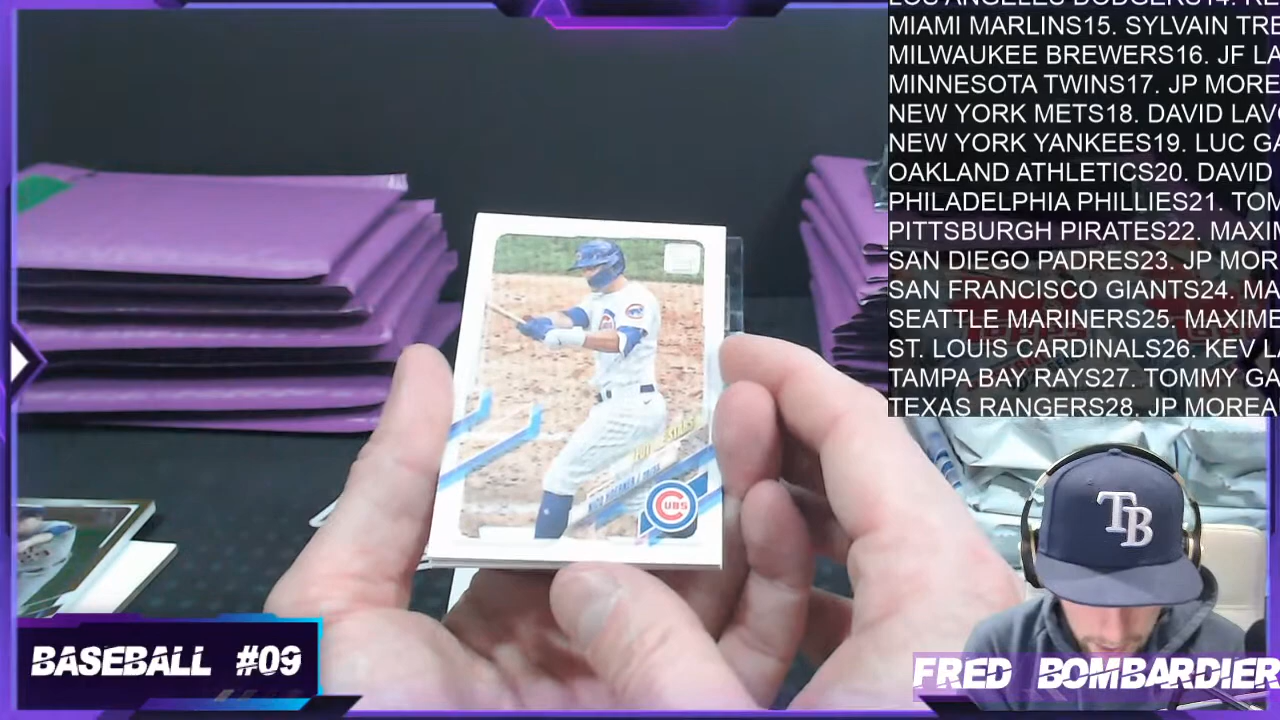 MIAMI MARLINS15. SYLVAIN TRE
MILWAUKEE BREWERS16. JF LA
MINNESOTA TWINS17. JP MORE
NEW YORK METS18. DAVID LAV
NEW YORK YANKEES19. LUC GA
OAKLAND ATHLETICS20. DAVID
PHILADELPHIA PHILLIES21. TOM
PITTSBURGH PIRATES22. MAXIM
SAN DIEGO PADRES23. JP MOR
SAN FRANCISCO GIANTS24. MA
SEATTLE MARINERS25. MAXIME
ST. LOUIS CARDINALS26. KEV LA
TAMPA BAY RAYS27. TOMMY GA
TEXAS RANGERS28. JP MOREA
CUBS
TB
BASEBALL #09
FRED BOMBARDIER